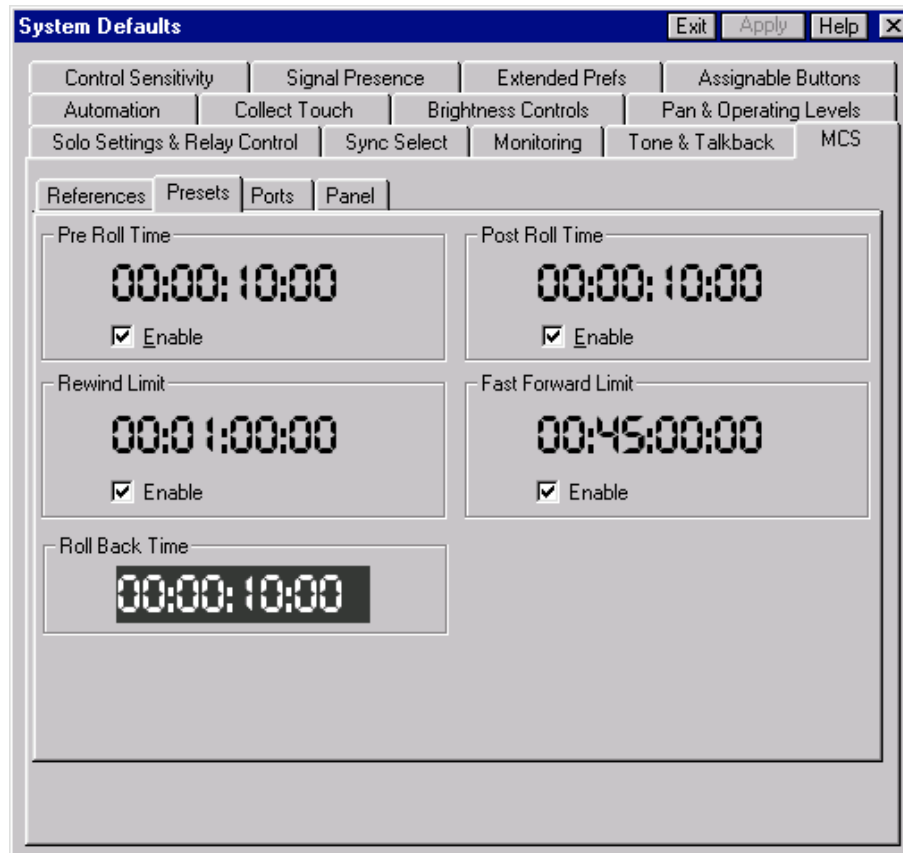 System Defaults Exit Apply Help
Control Sensitivity Signal Presence Extended Prefs Assignable Buttons
Automation Collect Touch Brightness Controls Pan & Operating Levels
Solo Settings & Relay Control Sync Select Monitoring Tone & Talkback MCS
References Presets Ports Panel
Pre Roll Time
00:00:10:00
Enable
Post Roll Time
00:00:10:00
Enable
Rewind Limit
00:01:00:00
Enable
Fast Forward Limit
00:45:00:00
Enable
Roll Back Time
00:00:10:00